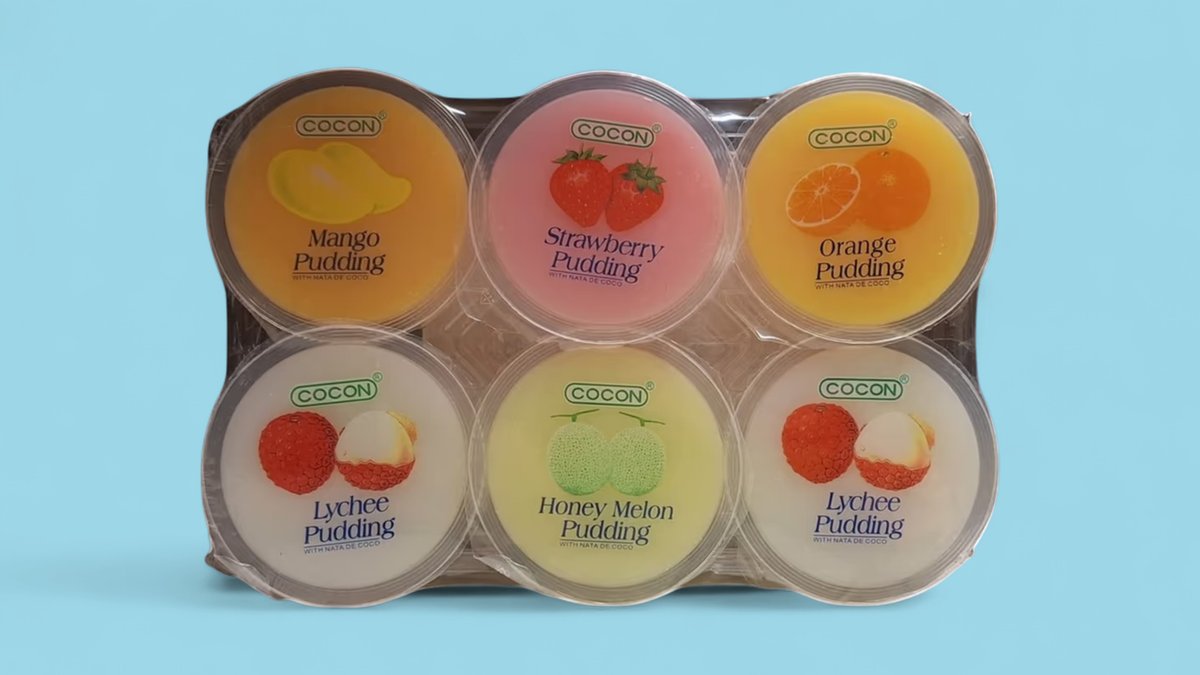 COCON®
Mango
Pudding
WITH NATA DE COCO
COCON®
Strawberry
Pudding
WITH NATA DE COCO
COCON®
Orange
Pudding
WITH NATA DE COCO
COCON®
Lychee
Pudding
WITH NATA DE COCO
COCON®
Honey Melon
Pudding
WITH NATA DE COCO
COCON®
Lychee
Pudding
WITH NATA DE COCO